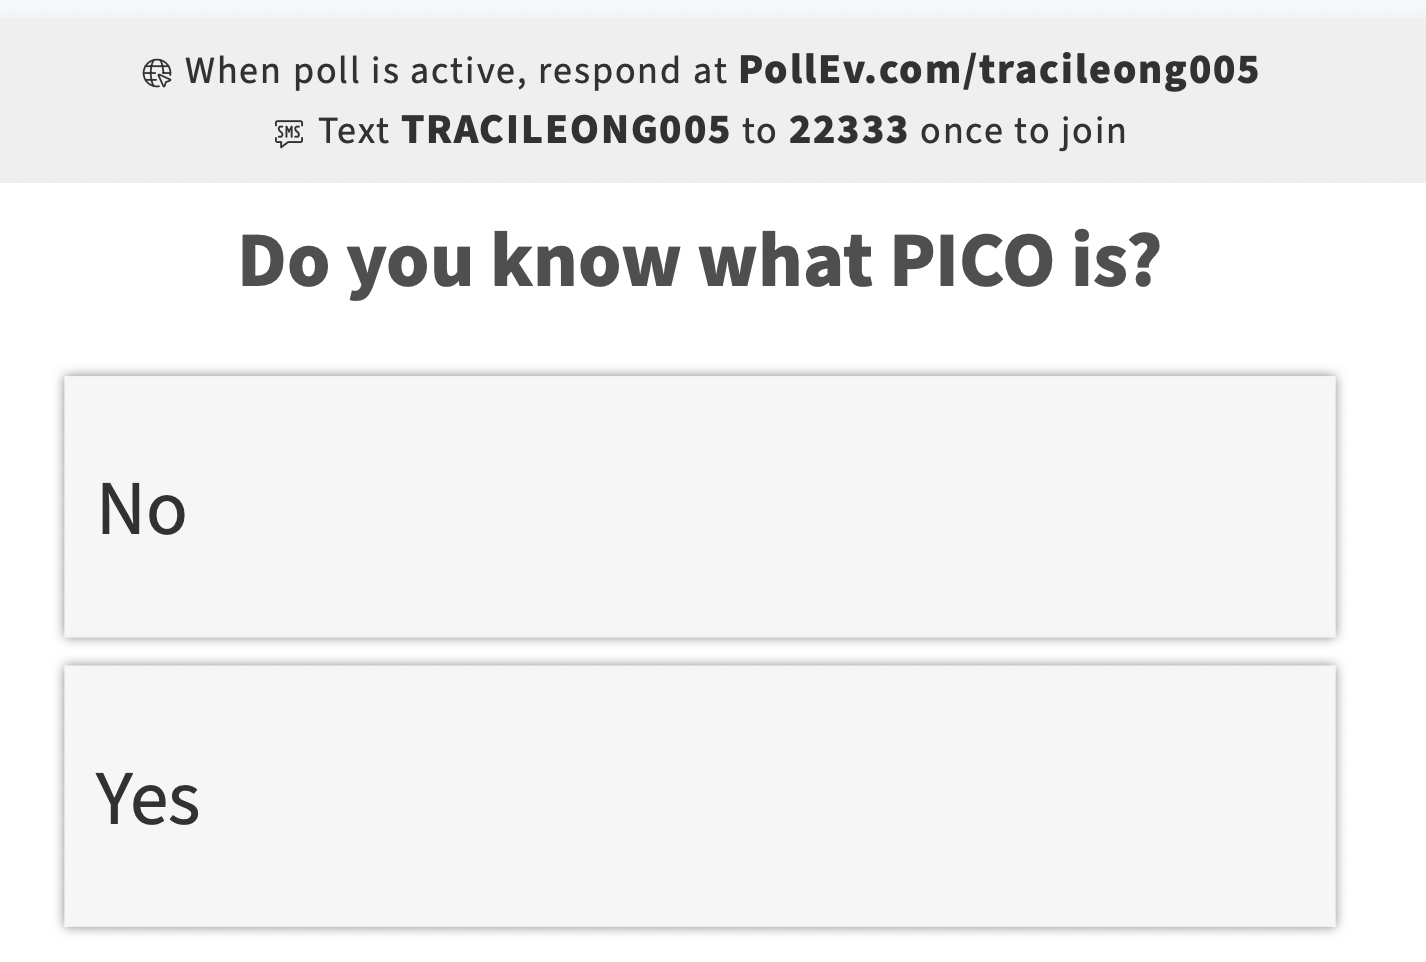 When poll is active, respond at PollEv.com/tracileong005
SMS Text TRACILEONG005 to 22333 once to join
Do you know what PICO is?
No
Yes